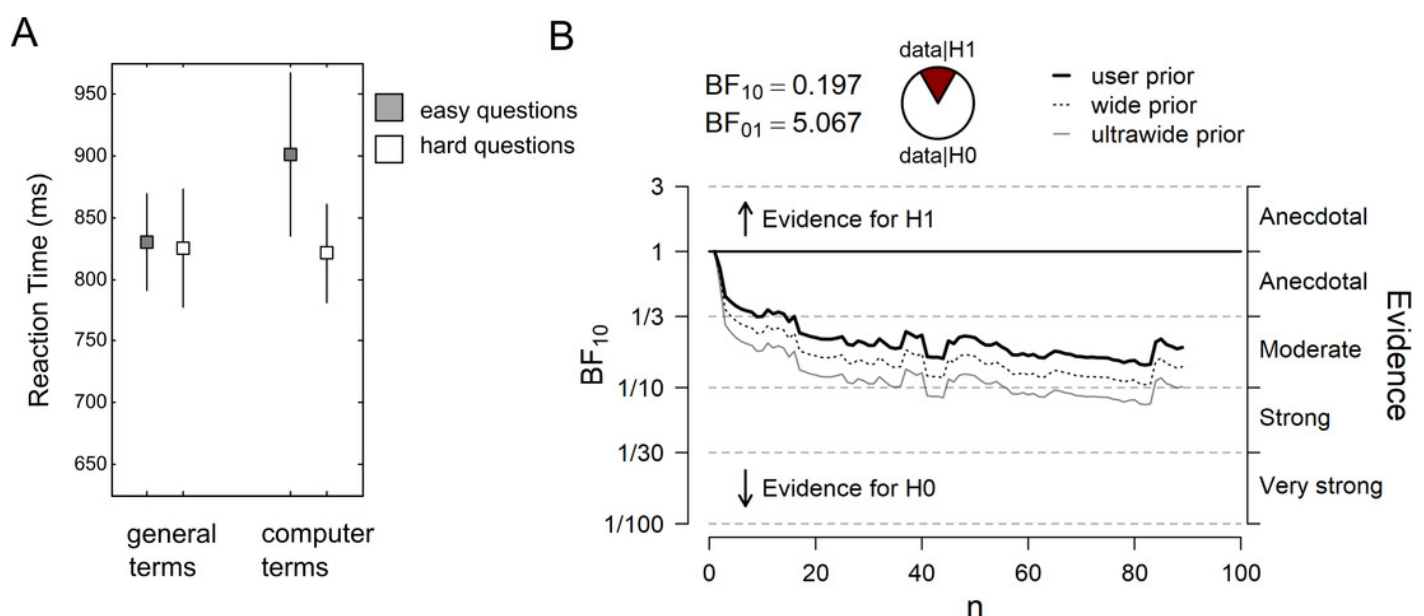 A
950
900
850
800
750
700
650
Reaction Time (ms)
general
terms
computer
terms
easy questions
hard questions
B
BF10 = 0.197
BF01 = 5.067
data|H1
data|H0
user prior
wide prior
ultrawide prior
3
1
1/3
1/10
1/30
1/100
BF10
Evidence for H1
Evidence for H0
Anecdotal
Anecdotal
Moderate
Strong
Very strong
Evidence
0
20
40
60
80
100
n